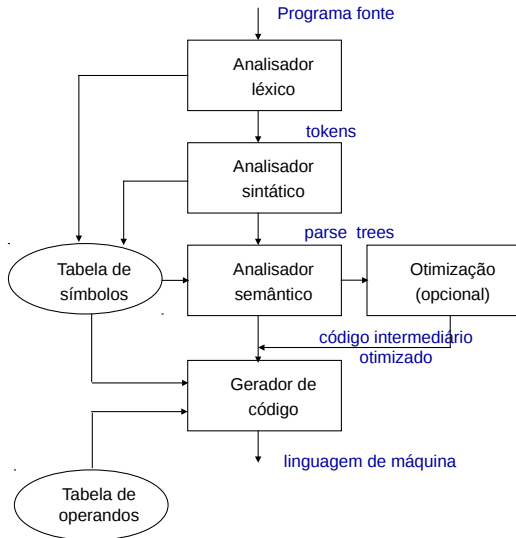 Programa fonte
Analisador
léxico
tokens
Analisador
sintático
parse trees
Tabela de
símbolos
Analisador
semântico
Otimização
(opcional)
código intermediário
otimizado
Gerador de
código
linguagem de máquina
Tabela de
operandos